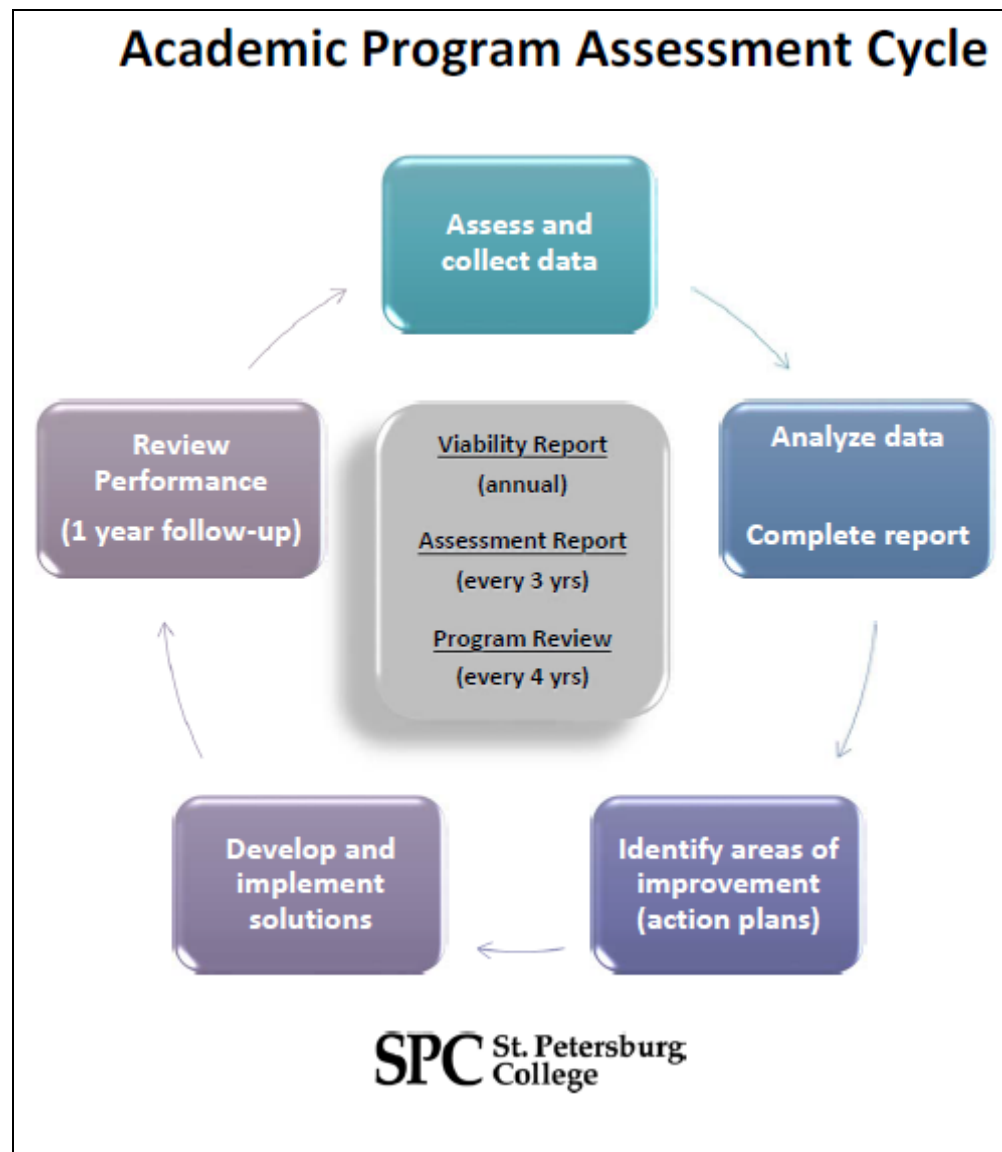 Academic Program Assessment Cycle
Assess and
collect data
Analyze data
Complete report
Identify areas of
improvement
(action plans)
Develop and
implement
solutions
Review
Performance
(1 year follow-up)
Viability Report
(annual)
Assessment Report
(every 3 yrs)
Program Review
(every 4 yrs)
SPC St. Petersburg
College